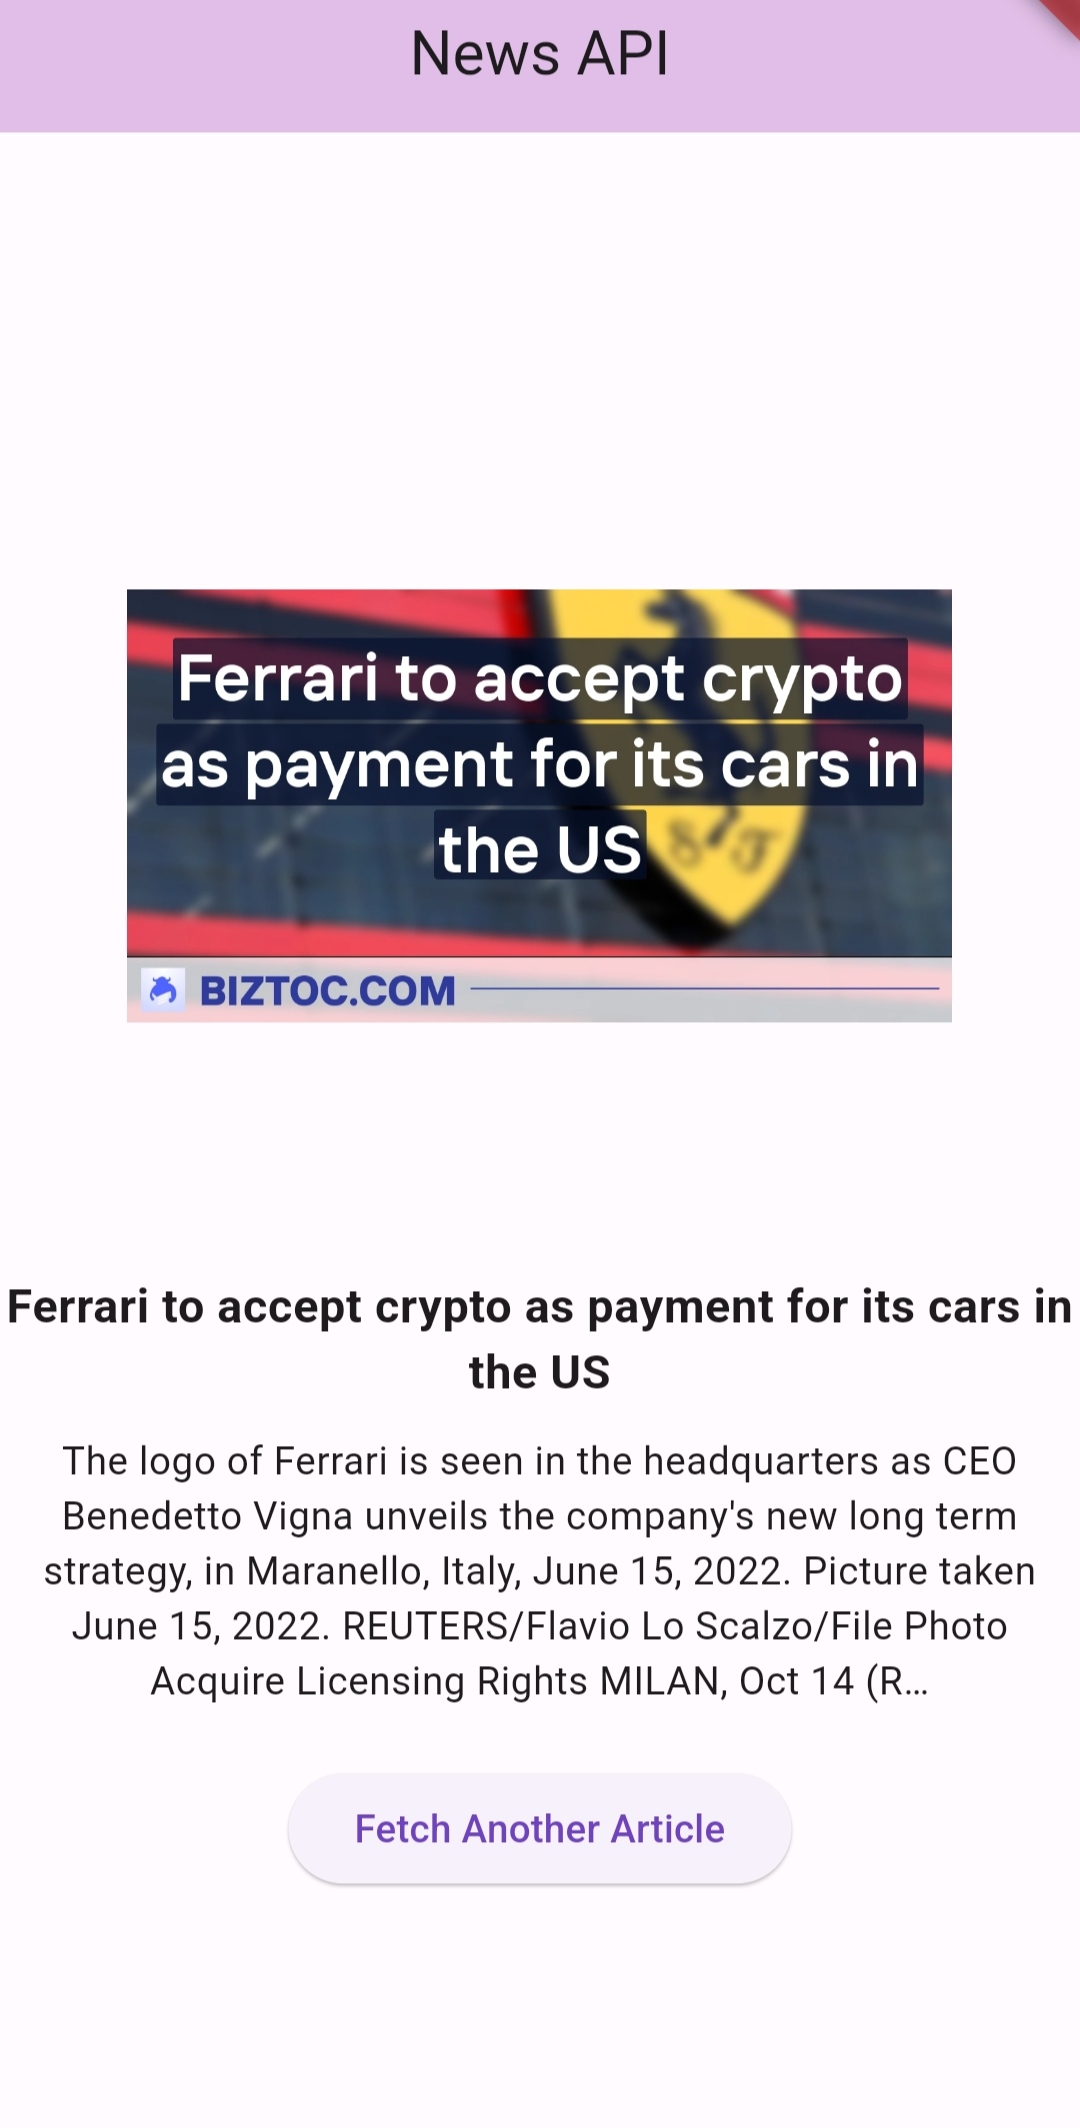 News API
Ferrari to accept crypto
as payment for its cars in
the US
BIZTOC.COM
Ferrari to accept crypto as payment for its cars in
the US
The logo of Ferrari is seen in the headquarters as CEO
Benedetto Vigna unveils the company's new long term
strategy, in Maranello, Italy, June 15, 2022. Picture taken
June 15, 2022. REUTERS/Flavio Lo Scalzo/File Photo
Acquire Licensing Rights MILAN, Oct 14 (R…
Fetch Another Article